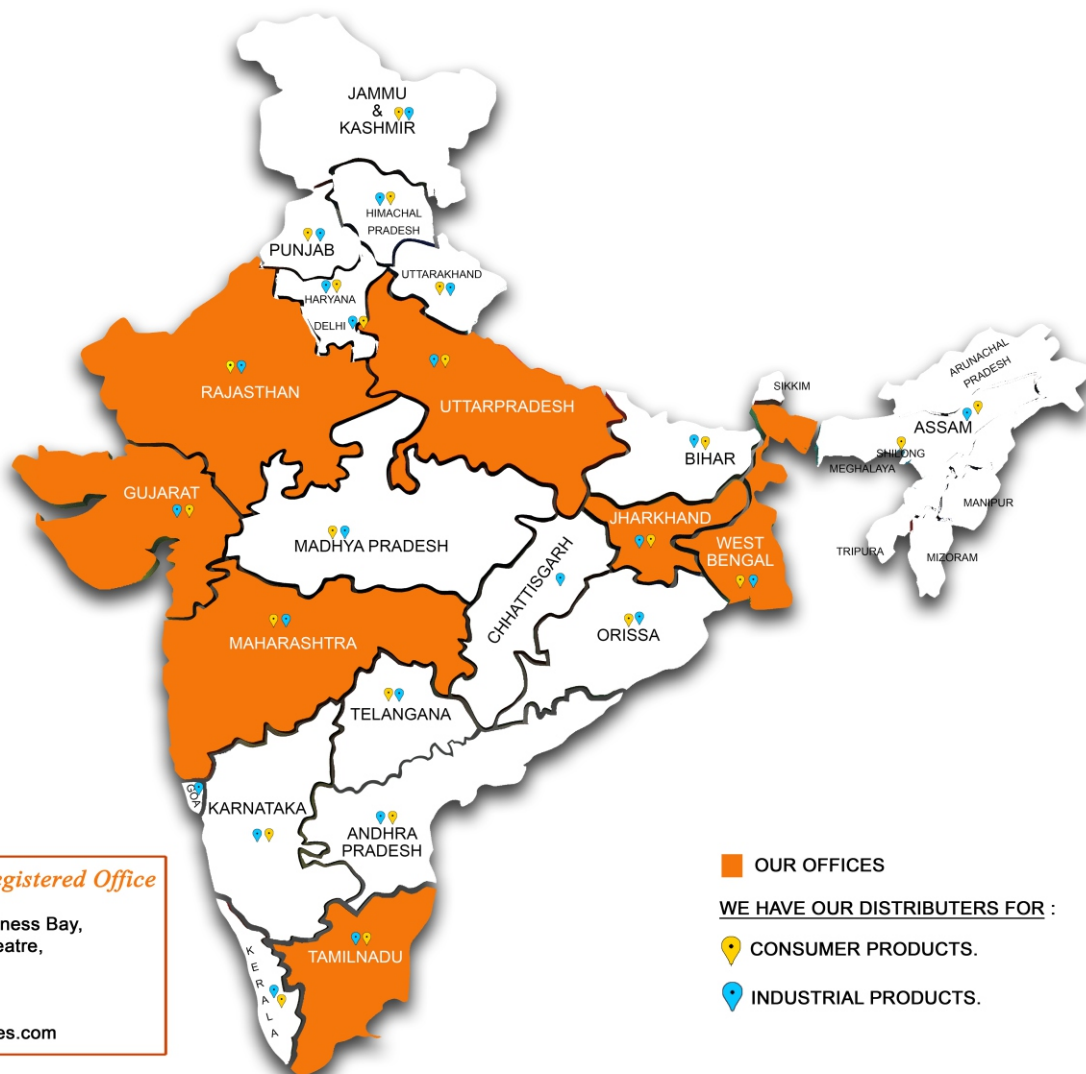 JAMMU
&
KASHMIR
HIMACHAL
PRADESH
PUNJAB
UTTARAKHAND
HARYANA
DELHI
RAJASTHAN
UTTARPRADESH
SIKKIM
ARUNACHAL
PRADESH
ASSAM
SHILONG
MEGHALAYA
BIHAR
GUJARAT
MANIPUR
JHARKHAND
MADHYA PRADESH
WEST
BENGAL
TRIPURA
MIZORAM
CHHATTISGARH
ORISSA
MAHARASHTRA
TELANGANA
GOA
KARNATAKA
ANDHRA
PRADESH
TAMILNADU
KERALA
egistered Office
ness Bay,
eatre,
es.com
OUR OFFICES
WE HAVE OUR DISTRIBUTERS FOR :
CONSUMER PRODUCTS.
INDUSTRIAL PRODUCTS.